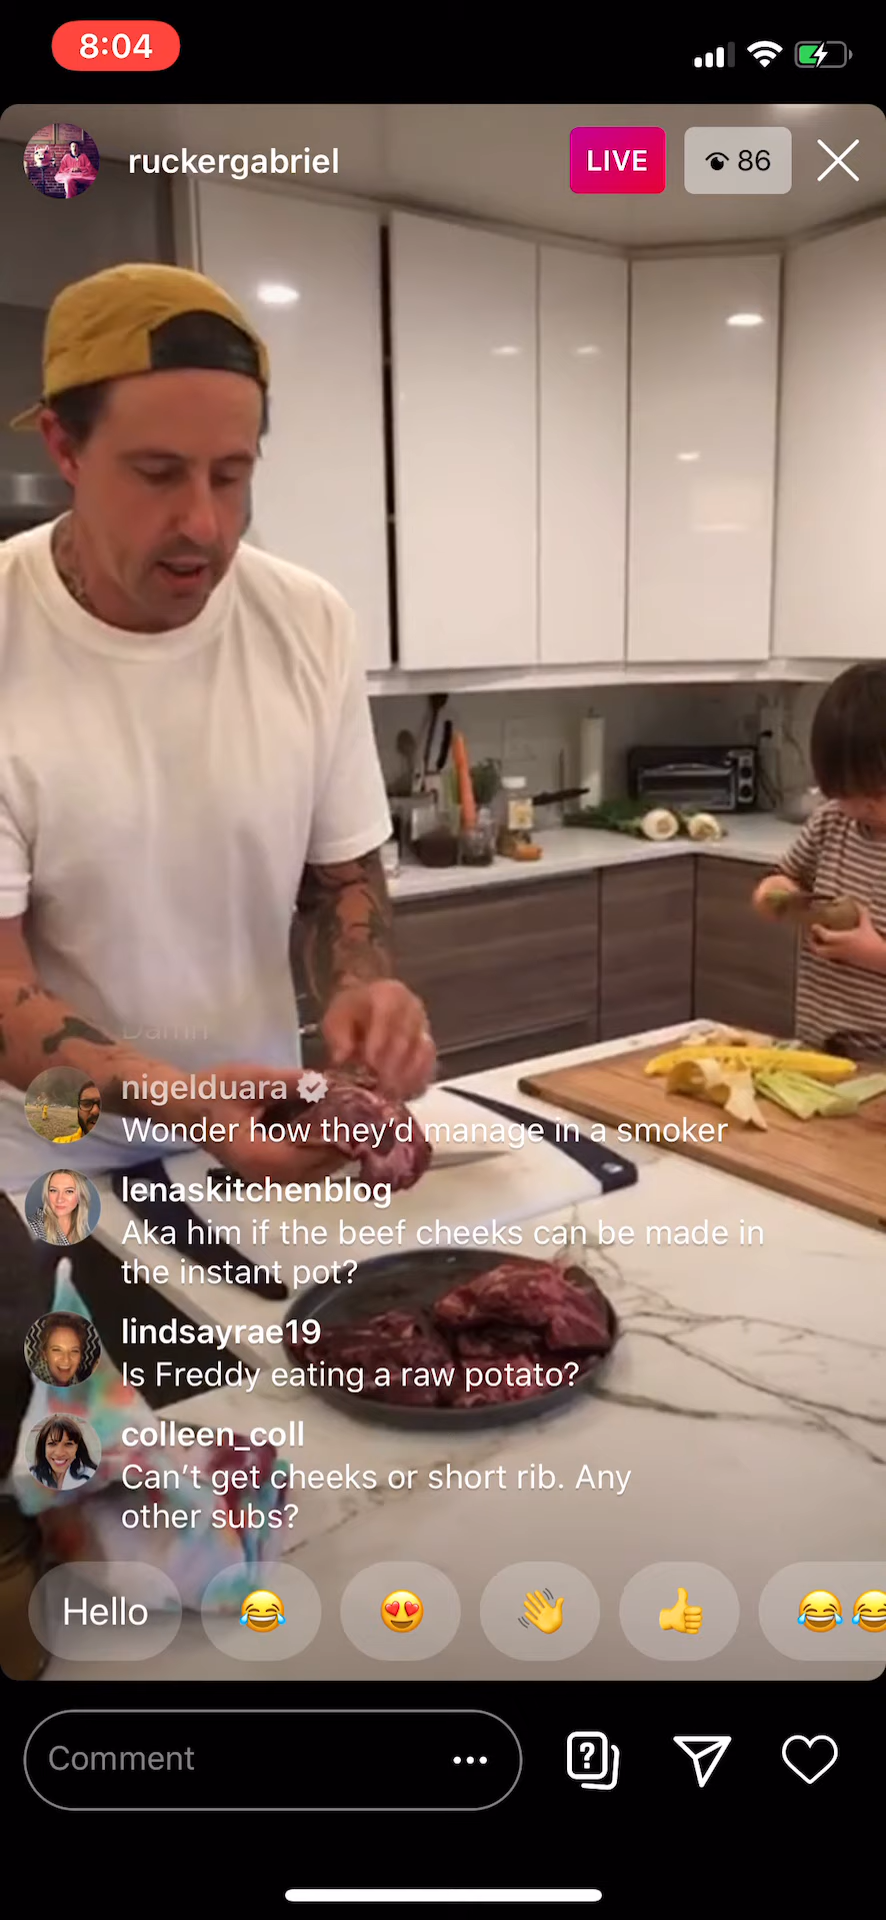 8:04
ruckergabriel
LIVE
86
Damn
nigelduara
Wonder how they’d manage in a smoker
lenaskitchenblog
Aka him if the beef cheeks can be made in
the instant pot?
lindsayrae19
Is Freddy eating a raw potato?
colleen_coll
Can’t get cheeks or short rib. Any
other subs?
Hello
Comment